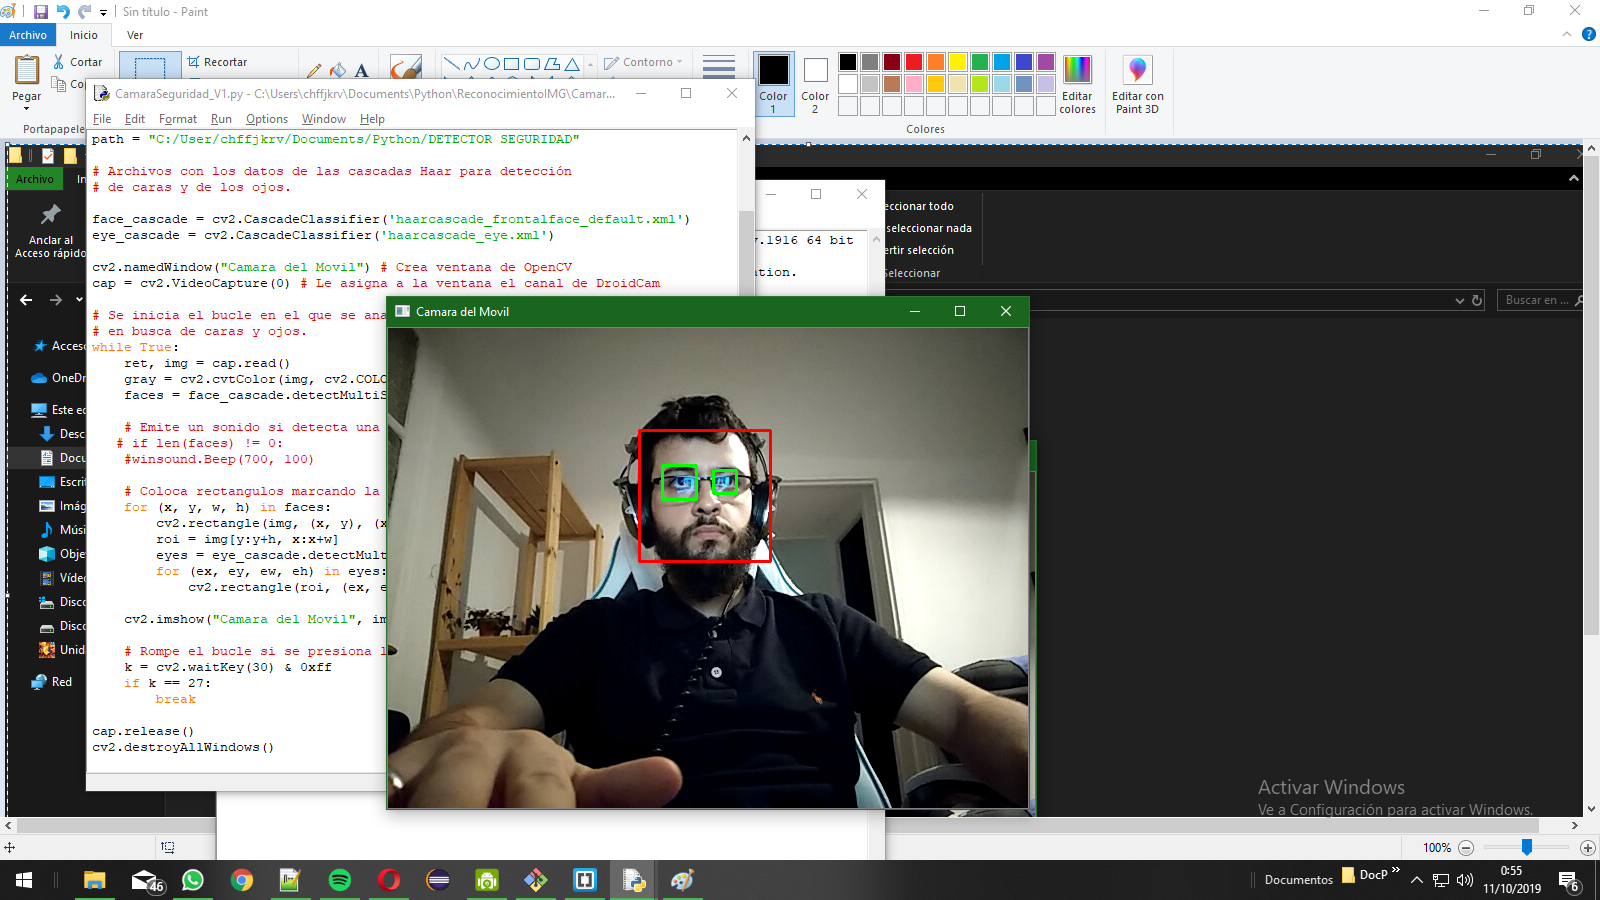 Sin título - Paint
Archivo
Inicio
Ver
Pegar
Cortar
Recortar
Portapapeles
Contorno
Color 1
Color 2
Editar colores
Editar con Paint 3D
Colores
CamaraSeguridad_V1.py - C:\Users\chffjkrv\Documents\Python\ReconocimientoIMG\Camar...
File Edit Format Run Options Window Help
path = "C:/User/chffjkrv/Documents/Python/DETECTOR SEGURIDAD"
# Archivos con los datos de las cascadas Haar para detección
# de caras y de los ojos.
face_cascade = cv2.CascadeClassifier('haarcascade_frontalface_default.xml')
eye_cascade = cv2.CascadeClassifier('haarcascade_eye.xml')
cv2.namedWindow("Camara del Movil") # Crea ventana de OpenCV
cap = cv2.VideoCapture(0) # Le asigna a la ventana el canal de DroidCam
# Se inicia el bucle en el que se ana
# en busca de caras y ojos.
while True:
ret, img = cap.read()
gray = cv2.cvtColor(img, cv2.COLO
faces = face_cascade.detectMultiS
# Emite un sonido si detecta una
# if len(faces) != 0:
#winsound.Beep(700, 100)
# Coloca rectangulos marcando la
for (x, y, w, h) in faces:
cv2.rectangle(img, (x, y), (x
roi = img[y:y+h, x:x+w]
eyes = eye_cascade.detectMult
for (ex, ey, ew, eh) in eyes:
cv2.rectangle(roi, (ex, e
cv2.imshow("Camara del Movil", im
# Rompe el bucle si se presiona l
k = cv2.waitKey(30) & 0xff
if k == 27:
break
cap.release()
cv2.destroyAllWindows()
Archivo
In
Anclar al
Acceso rápido
Acceso
OneDr
Este eq
Desc
Docu
Escrit
Imág
Músi
Obje
Vídeo
Disco
Disco
Unida
Red
v.1916 64 bit
ation.
eccionar todo
seleccionar nada
ertir selección
Seleccionar
Buscar en ...
Camara del Movil
Activar Windows
Ve a Configuración para activar Windows.
100%
46
Documentos
DocP
0:55
11/10/2019
6